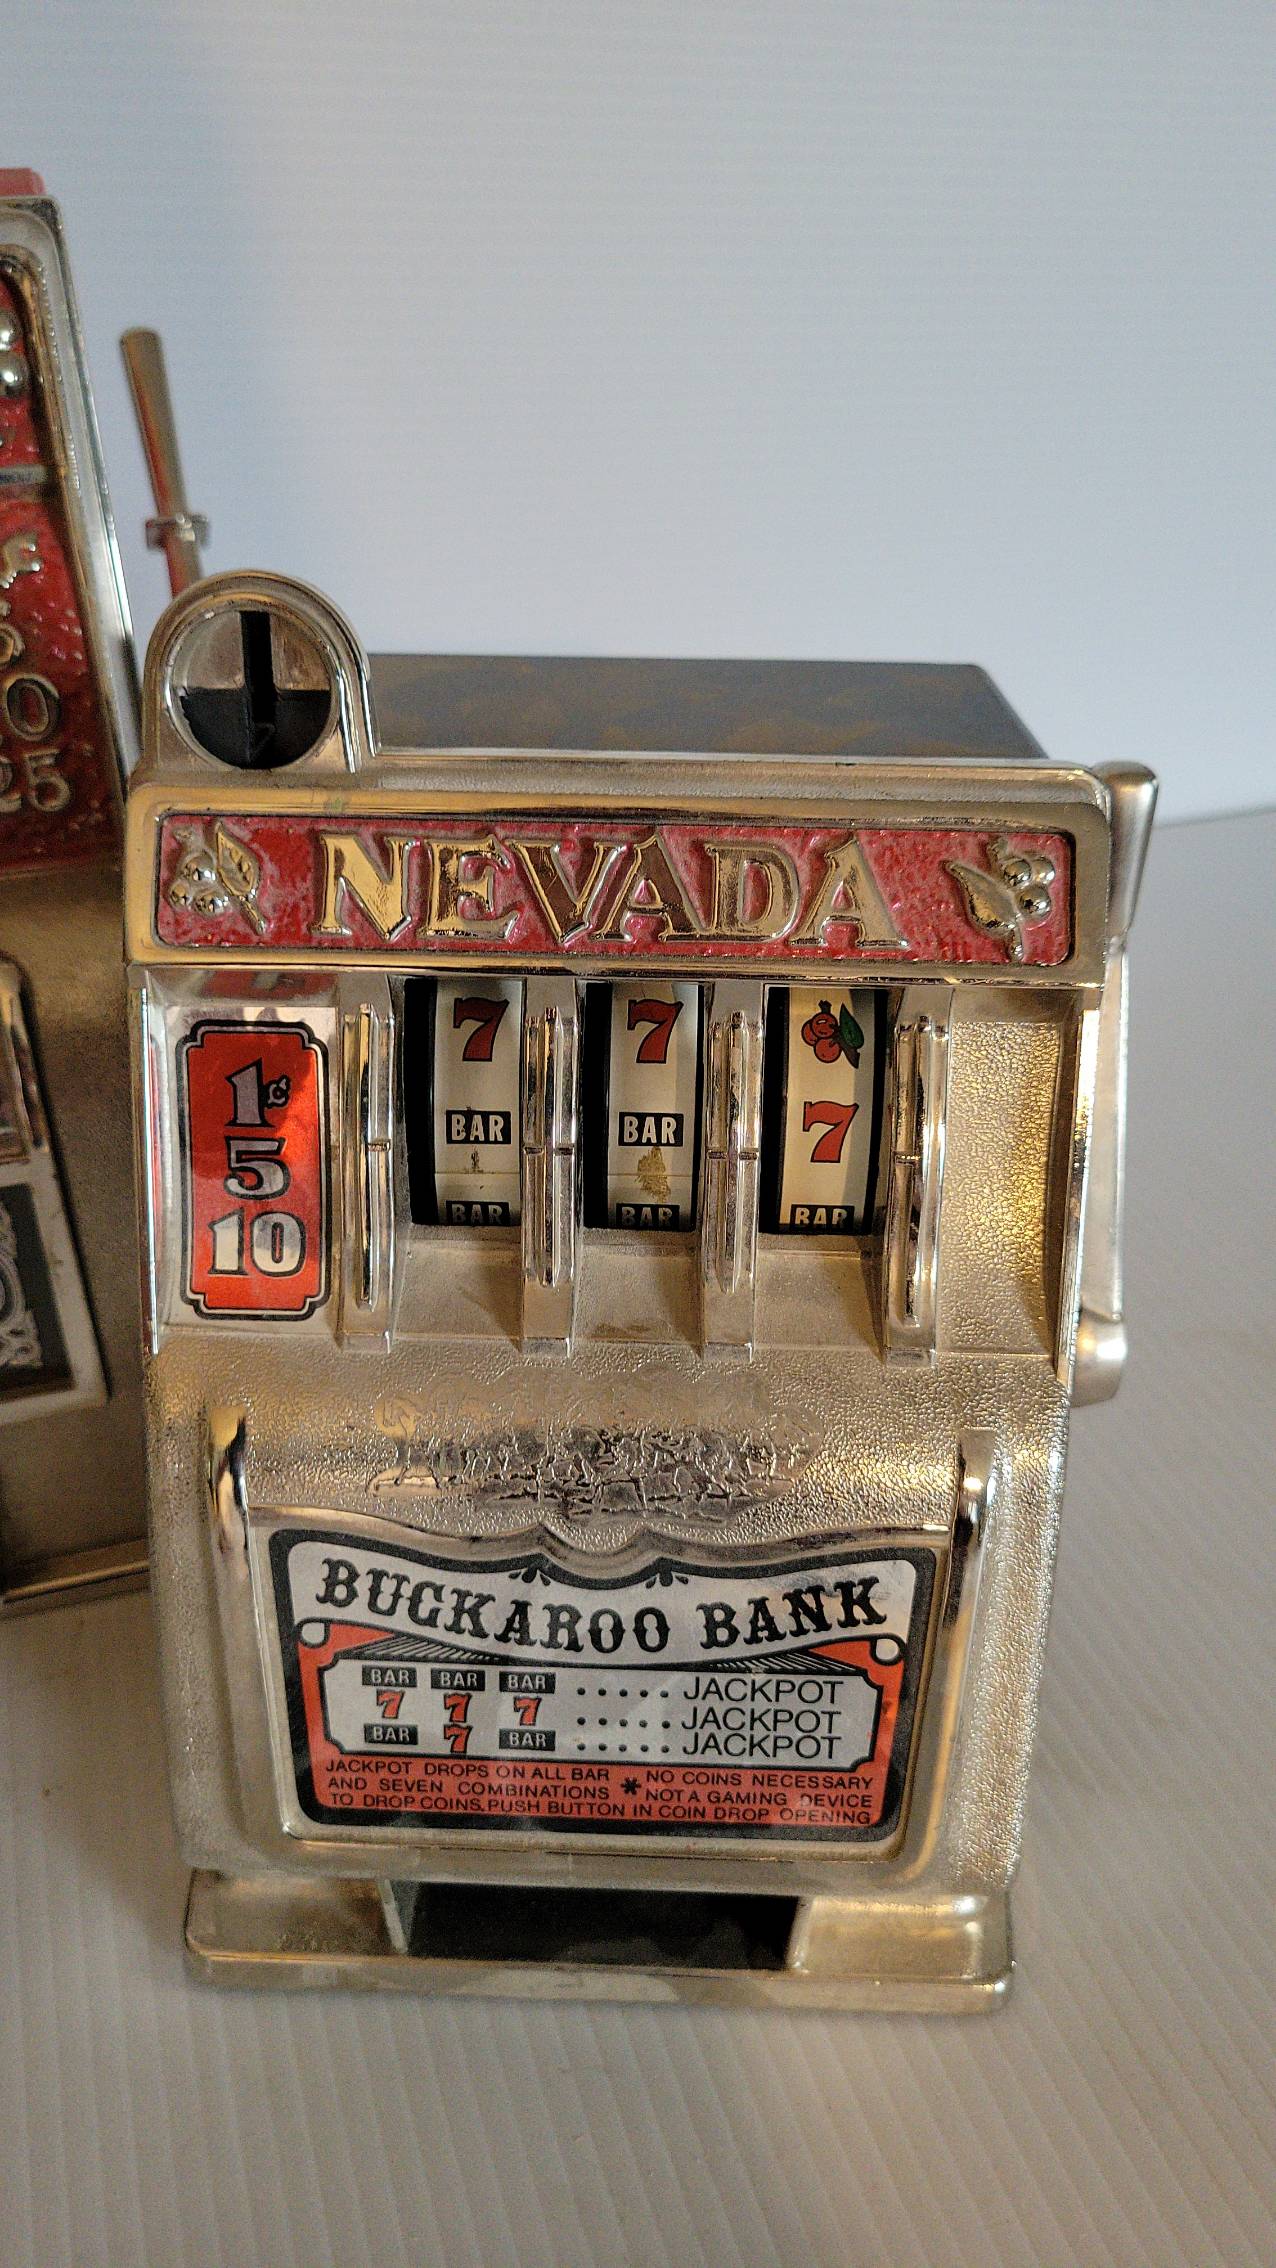 NEVADA
7 7
BAR BAR 7
BAR BAR BAR
1¢
5
10
0
25
BUCKAROO BANK
BAR BAR BAR ..... JACKPOT
7 7 7 ..... JACKPOT
BAR 7 BAR ..... JACKPOT
JACKPOT DROPS ON ALL BAR * NO COINS NECESSARY
AND SEVEN COMBINATIONS NOT A GAMING DEVICE
TO DROP COINS, PUSH BUTTON IN COIN DROP OPENING